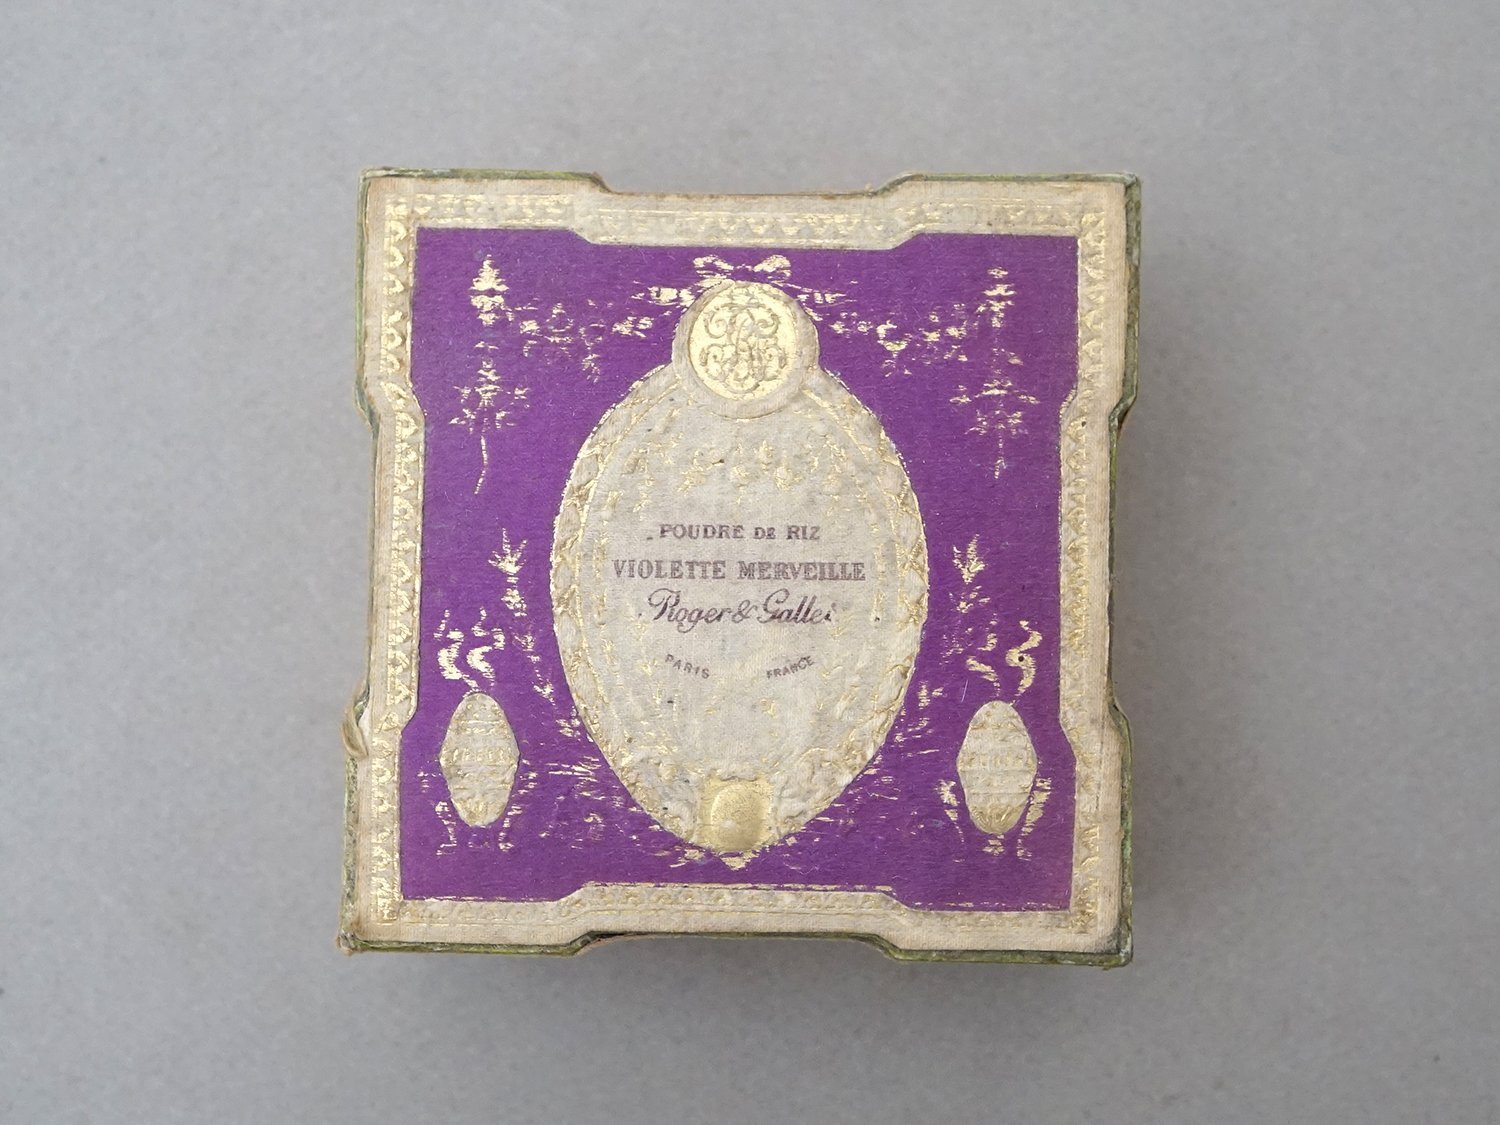 POUDRE DE RIZ
VIOLETTE MERVEILLE
Roger & Gallet
PARIS FRANCE